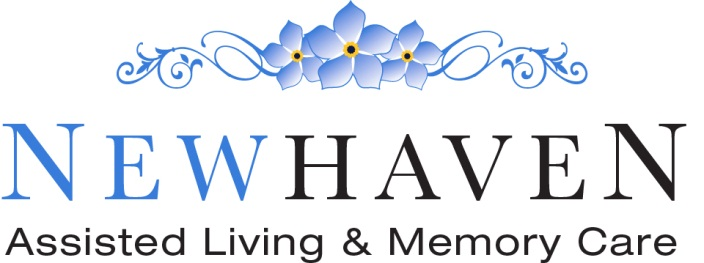 NEWHAVEN
Assisted Living & Memory Care